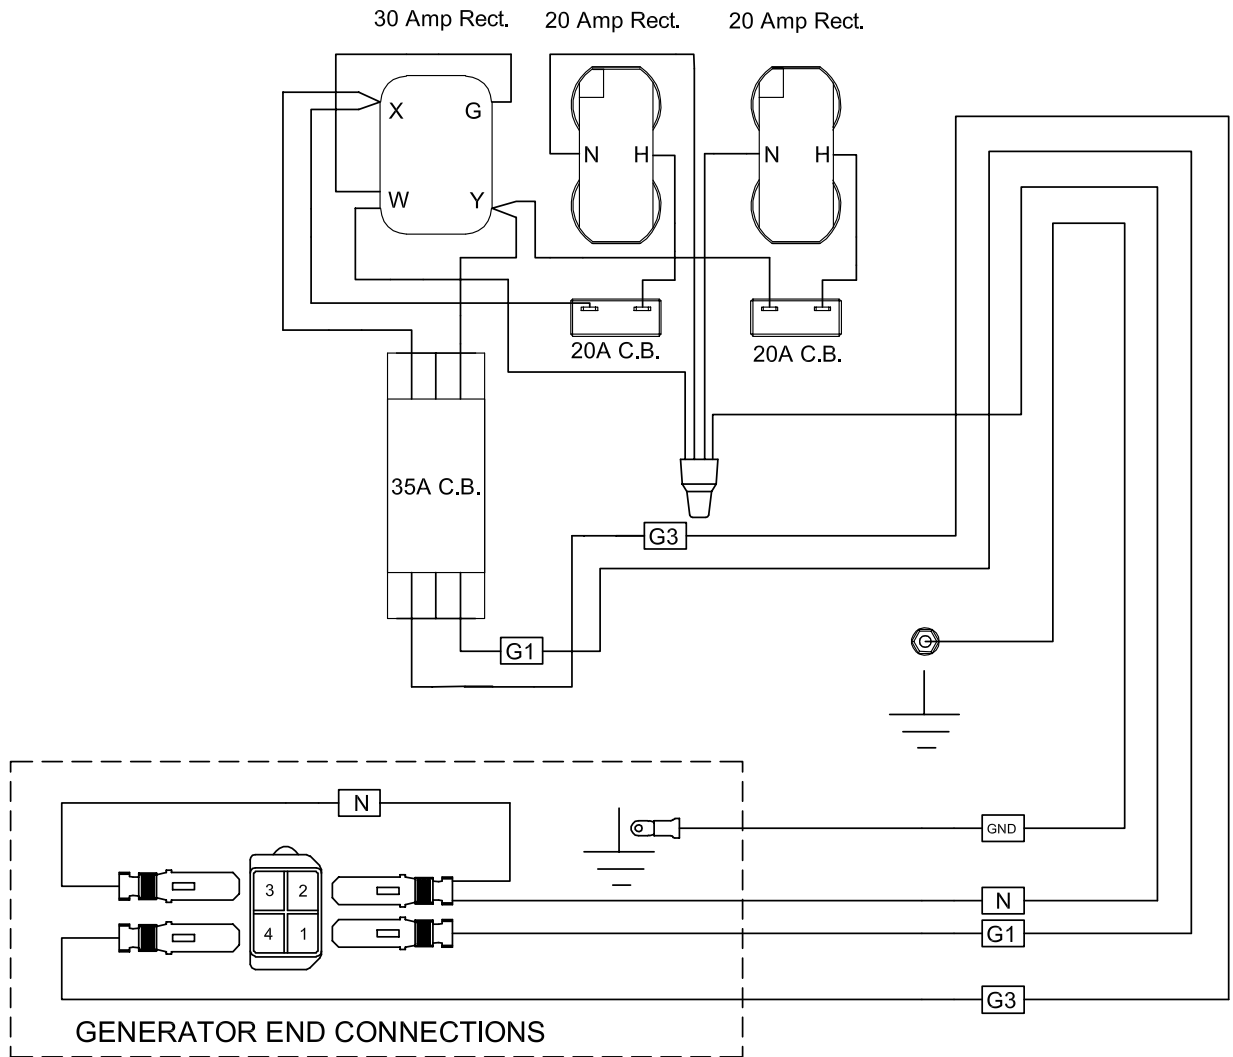 30 Amp Rect. 20 Amp Rect. 20 Amp Rect.
X G
N H N H
W Y
20A C.B. 20A C.B.
35A C.B.
G3
G1
N
GND
3 2
N
4 1
G1
G3
GENERATOR END CONNECTIONS